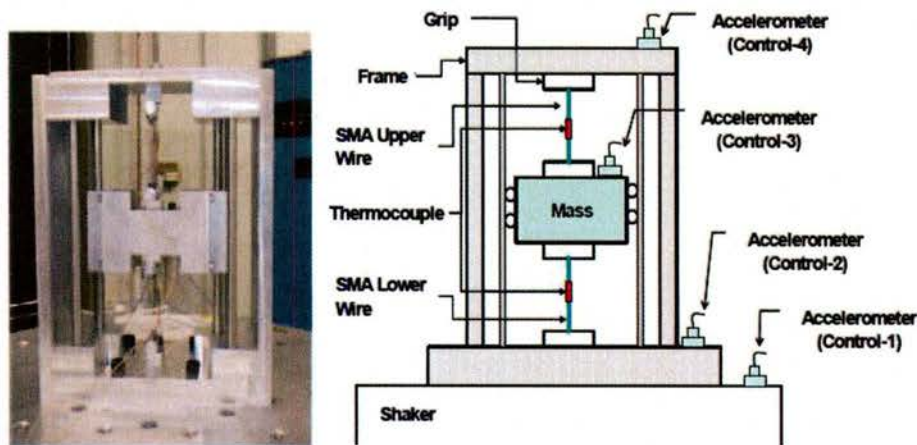 Grip
Accelerometer
(Control-4)
Frame
SMA Upper
Wire
Accelerometer
(Control-3)
Thermocouple
Mass
Accelerometer
(Control-2)
SMA Lower
Wire
Accelerometer
(Control-1)
Shaker